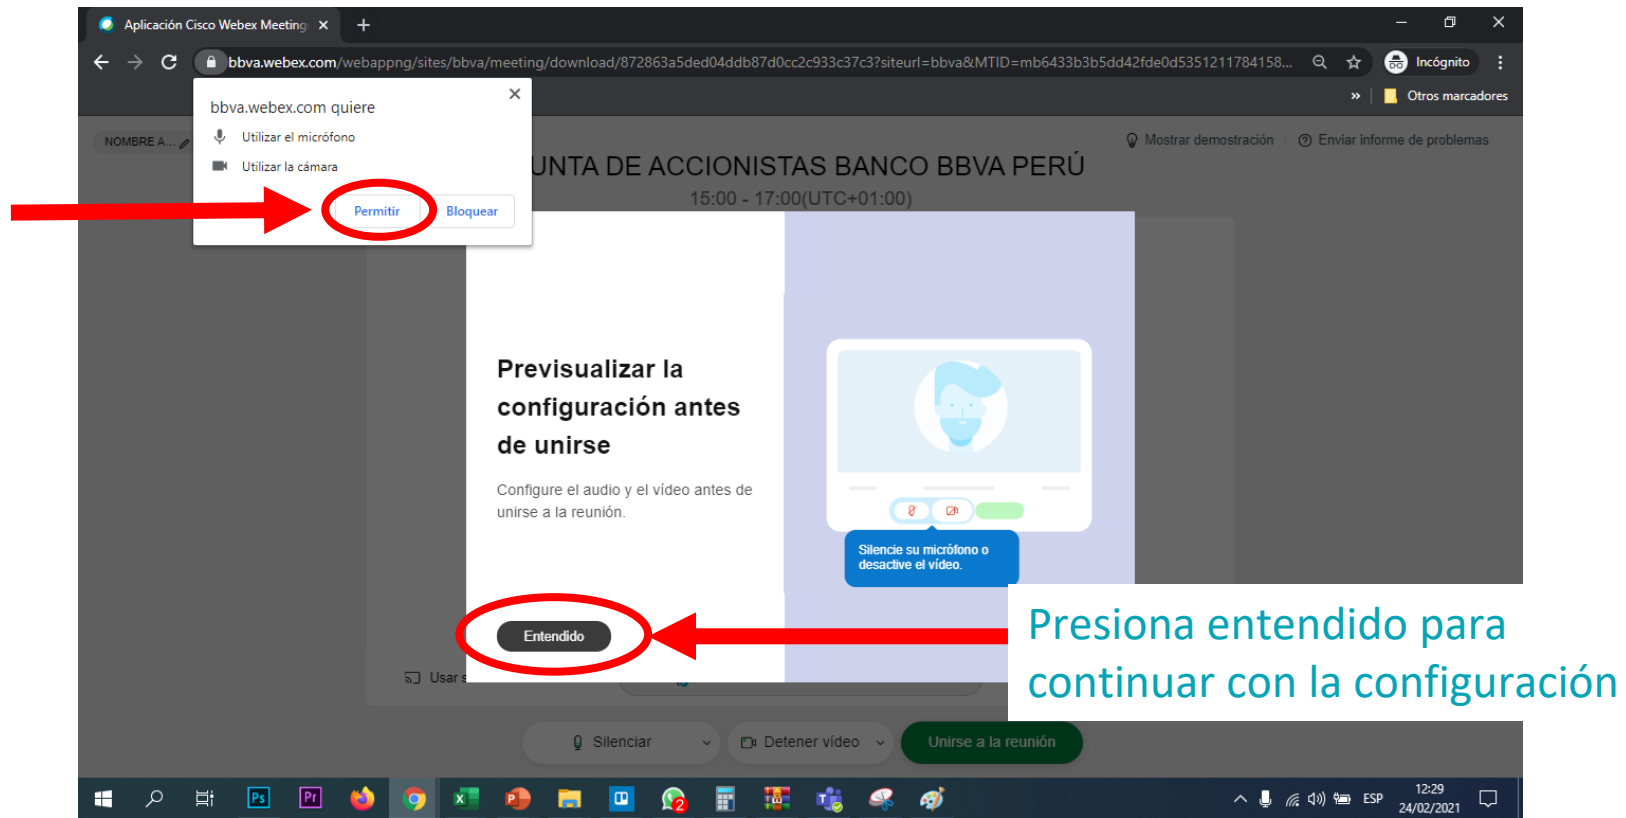 Aplicación Cisco Webex Meeting
bbva.webex.com/webappng/sites/bbva/meeting/download/872863a5ded04ddb87d0cc2c933c37c3?siteurl=bbva&MTID=mb6433b3b5dd42fde0d5351211784158...
Incógnito
» Otros marcadores
bbva.webex.com quiere
Utilizar el micrófono
Utilizar la cámara
Permitir
Bloquear
NOMBRE A...
Mostrar demostración
Enviar informe de problemas
UNTA DE ACCIONISTAS BANCO BBVA PERÚ
15:00 - 17:00(UTC+01:00)
Previsualizar la
configuración antes
de unirse
Configure el audio y el vídeo antes de
unirse a la reunión.
Silencie su micrófono o
desactive el vídeo.
Entendido
Presiona entendido para
continuar con la configuración
Usar s
Silenciar
Detener vídeo
Unirse a la reunión
Ps
Pr
2
ESP
12:29
24/02/2021